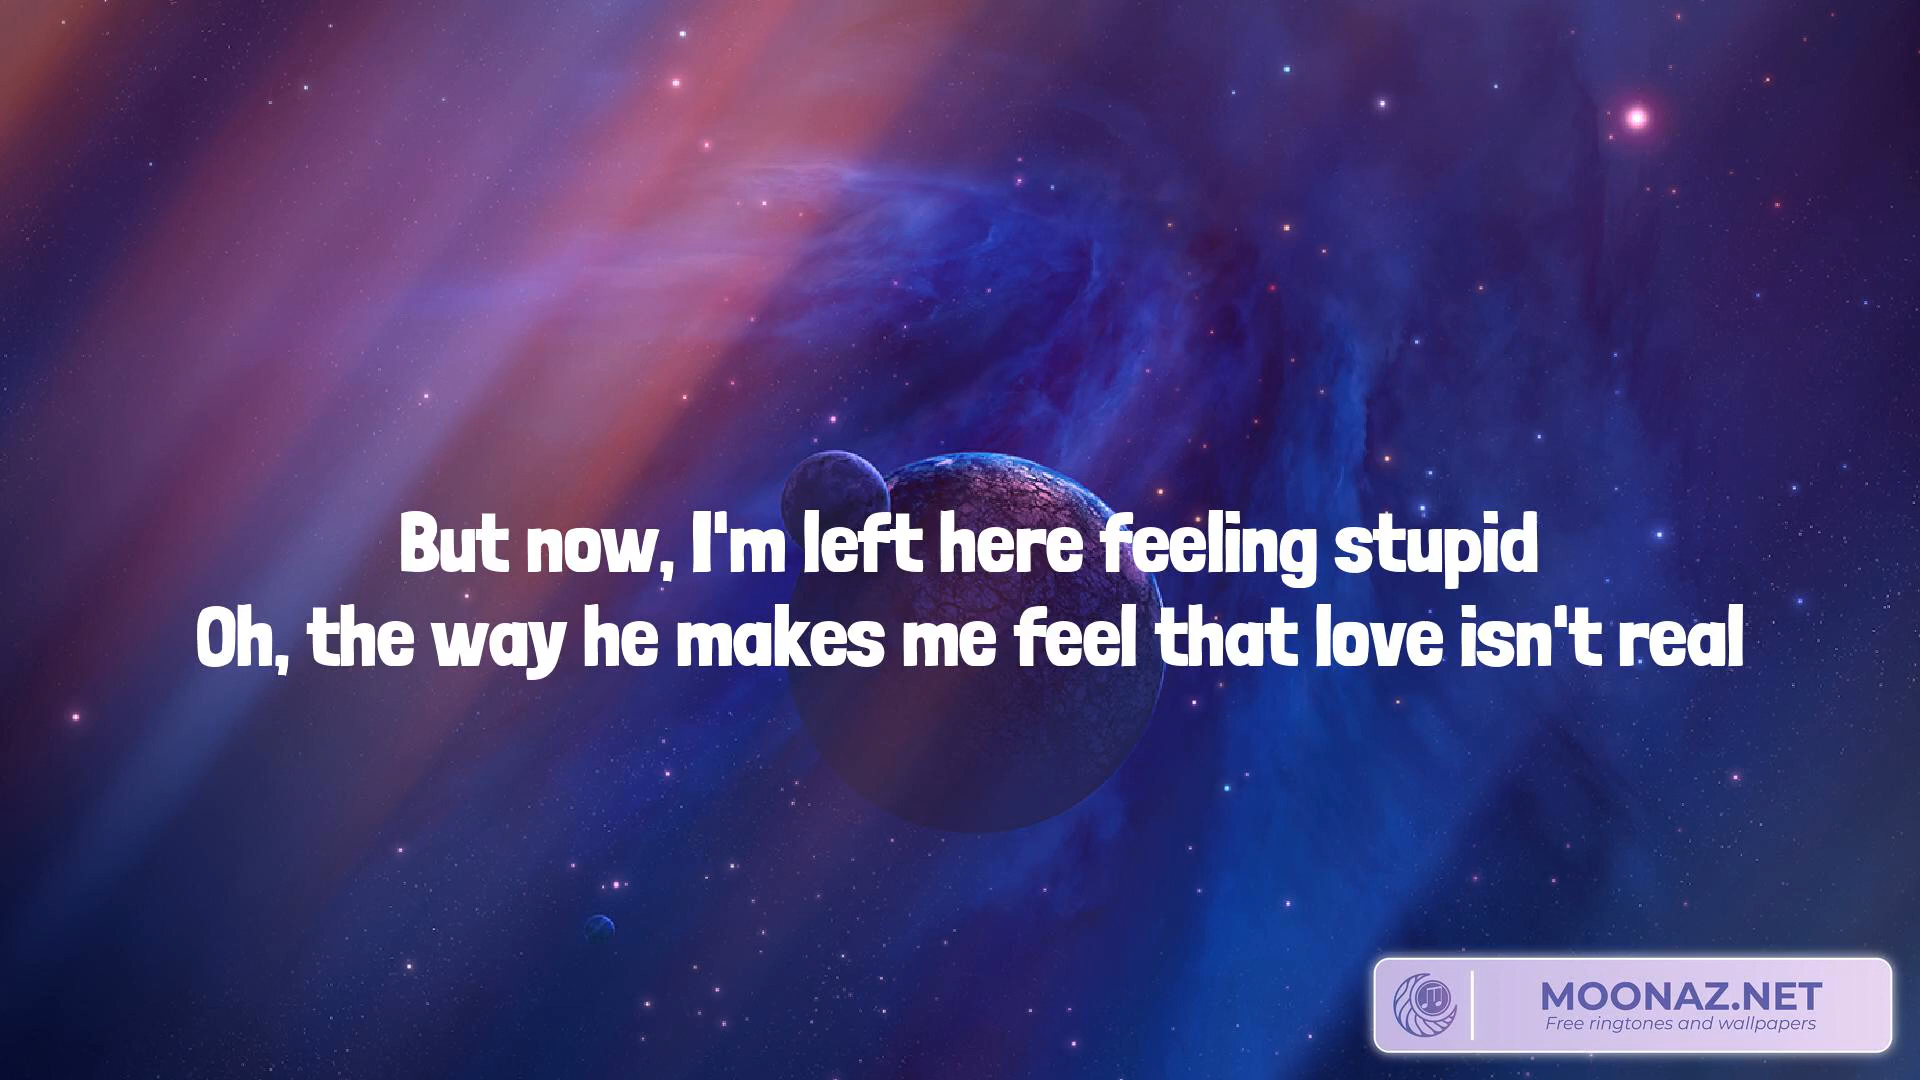 But now, I'm left here feeling stupid
Oh, the way he makes me feel that love isn't real
MOONAZ.NET
Free ringtones and wallpapers